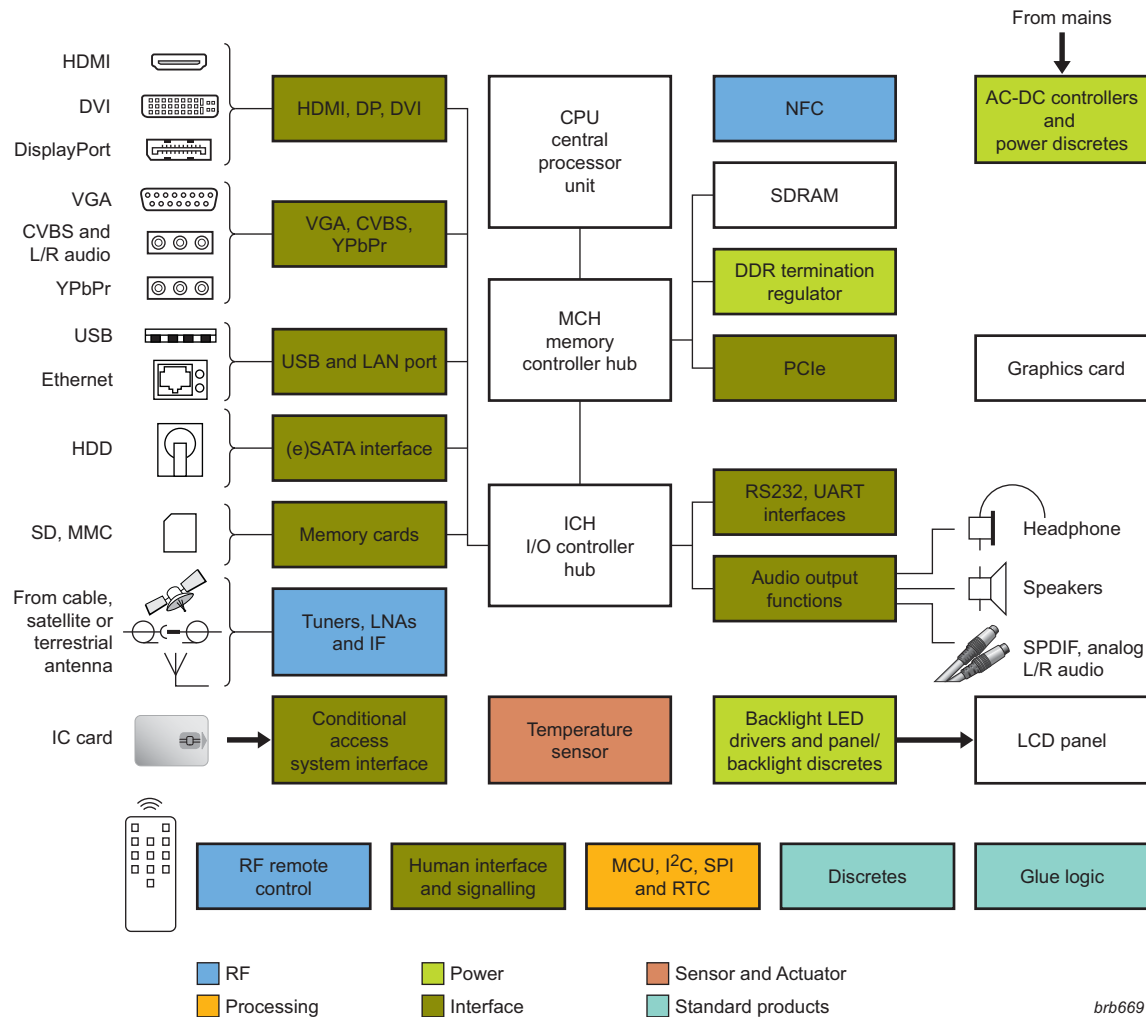 From mains
HDMI
DVI
DisplayPort
HDMI, DP, DVI
CPU
central
processor
unit
NFC
AC-DC controllers
and
power discretes
VGA
CVBS and
L/R audio
YPbPr
VGA, CVBS,
YPbPr
SDRAM
DDR termination
regulator
MCH
memory
controller hub
USB
Ethernet
USB and LAN port
PCIe
Graphics card
HDD
(e)SATA interface
RS232, UART
interfaces
SD, MMC
Memory cards
ICH
I/O controller
hub
Audio output
functions
Headphone
Speakers
SPDIF, analog
L/R audio
From cable,
satellite or
terrestrial
antenna
Tuners, LNAs
and IF
IC card
Conditional
access
system interface
Temperature
sensor
Backlight LED
drivers and panel/
backlight discretes
LCD panel
RF remote
control
Human interface
and signalling
MCU, I²C, SPI
and RTC
Discretes
Glue logic
RF
Power
Sensor and Actuator
Processing
Interface
Standard products
brb669